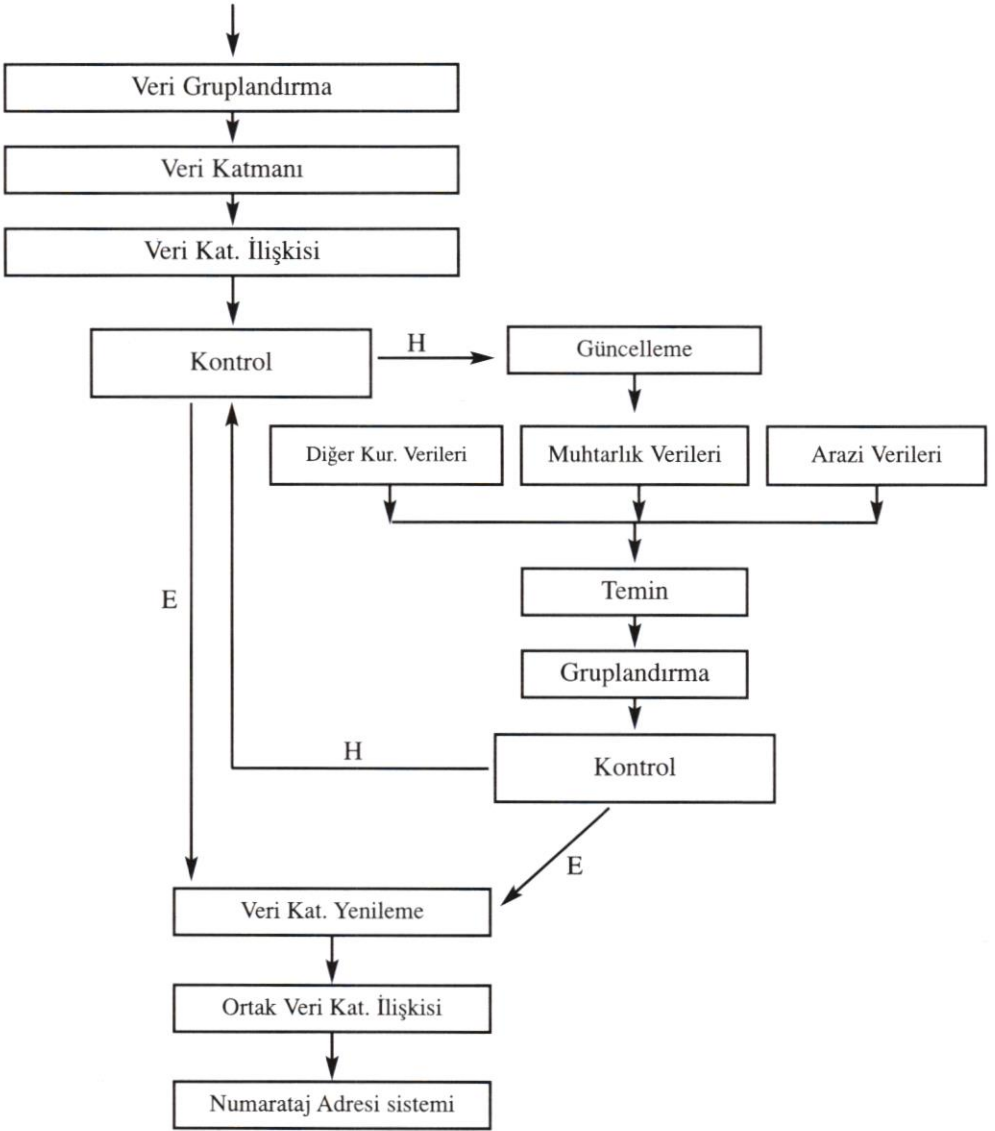 Veri Gruplandırma
Veri Katmanı
Veri Kat. İlişkisi
Kontrol
H
Güncelleme
Diğer Kur. Verileri
Muhtarlık Verileri
Arazi Verileri
E
Temin
Gruplandırma
H
Kontrol
E
Veri Kat. Yenileme
Ortak Veri Kat. İlişkisi
Numarataj Adresi sistemi